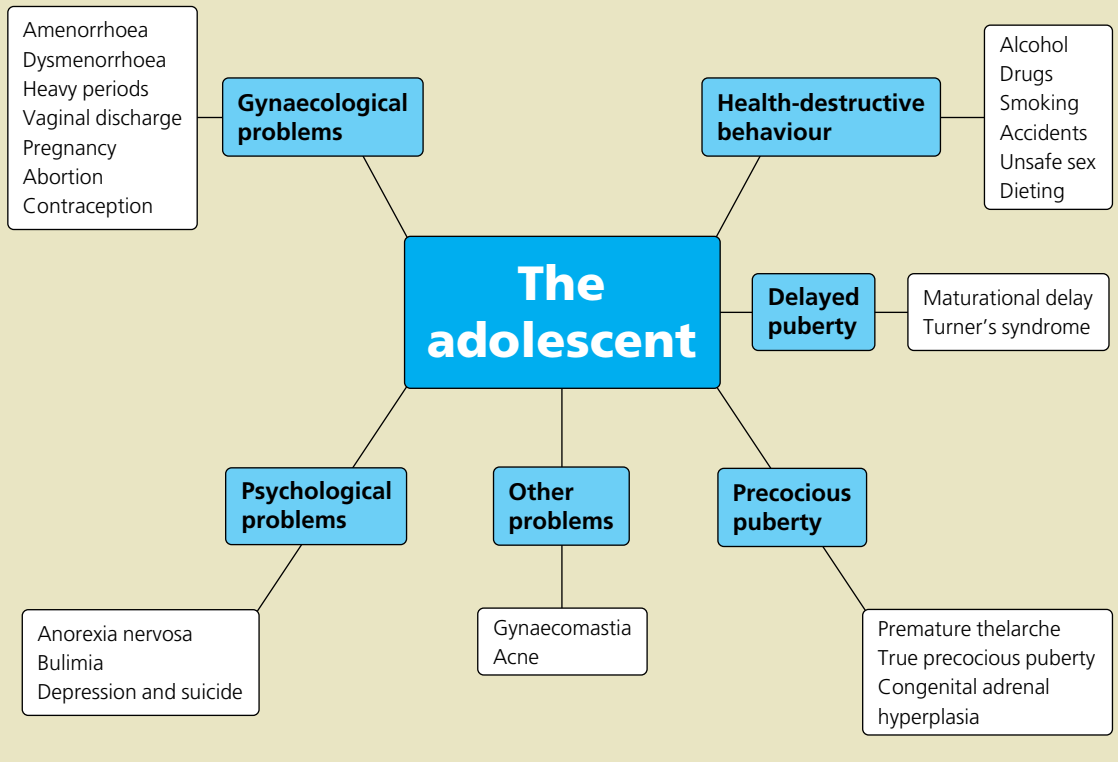 Amenorrhoea
Dysmenorrhoea
Heavy periods
Vaginal discharge
Pregnancy
Abortion
Contraception
Gynaecological
problems
Health-destructive
behaviour
Alcohol
Drugs
Smoking
Accidents
Unsafe sex
Dieting
The
adolescent
Delayed
puberty
Maturational delay
Turner’s syndrome
Psychological
problems
Other
problems
Precocious
puberty
Anorexia nervosa
Bulimia
Depression and suicide
Gynaecomastia
Acne
Premature thelarche
True precocious puberty
Congenital adrenal
hyperplasia